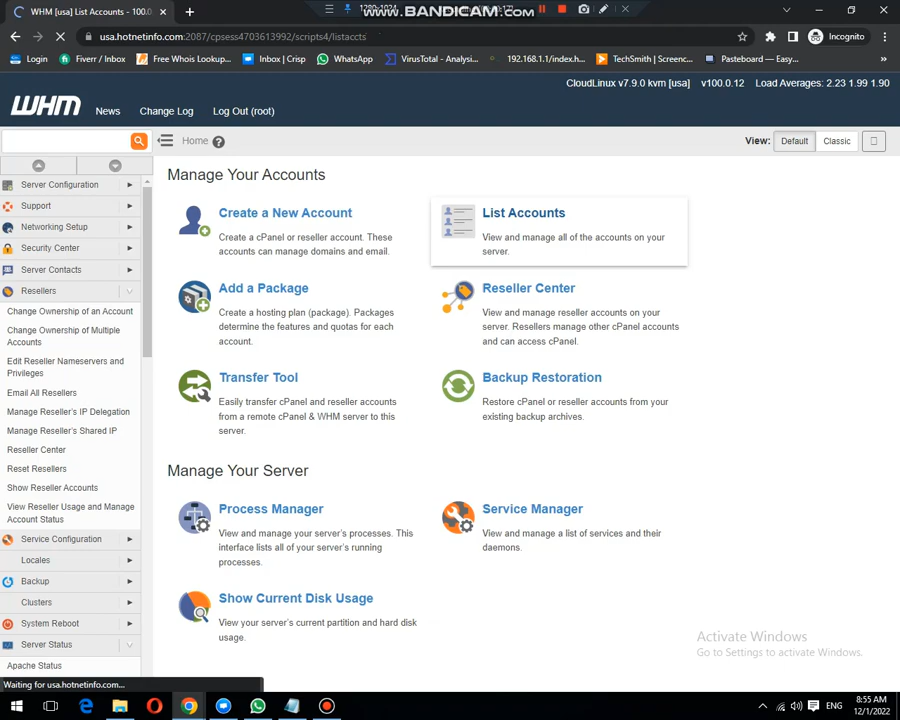 WHM [usa] List Accounts - 100.0
www.BANDICAM.com
usa.hotnetinfo.com:2087/cpsess4703613992/scripts4/listaccts
Incognito
Login
Fiverr / Inbox
Free Whois Lookup...
Inbox | Crisp
WhatsApp
VirusTotal - Analysi...
192.168.1.1/index.h...
TechSmith | Screenc...
Pasteboard — Easy...
CloudLinux v7.9.0 kvm [usa] v100.0.12 Load Averages: 2.23 1.99 1.90
WHM
News
Change Log
Log Out (root)
Home
View: Default Classic
Server Configuration
Support
Networking Setup
Security Center
Server Contacts
Resellers
Change Ownership of an Account
Change Ownership of Multiple
Accounts
Edit Reseller Nameservers and
Privileges
Email All Resellers
Manage Reseller's IP Delegation
Manage Reseller's Shared IP
Reseller Center
Reset Resellers
Show Reseller Accounts
View Reseller Usage and Manage
Account Status
Service Configuration
Locales
Backup
Clusters
System Reboot
Server Status
Apache Status
Manage Your Accounts
Create a New Account
Create a cPanel or reseller account. These
accounts can manage domains and email.
List Accounts
View and manage all of the accounts on your
server.
Add a Package
Create a hosting plan (package). Packages
determine the features and quotas for each
account.
Reseller Center
View and manage reseller accounts on your
server. Resellers manage other cPanel accounts
and can access cPanel.
Transfer Tool
Easily transfer cPanel and reseller accounts
from a remote cPanel & WHM server to this
server.
Backup Restoration
Restore cPanel or reseller accounts from your
existing backup archives.
Manage Your Server
Process Manager
View and manage your server's processes. This
interface lists all of your server's running
processes.
Service Manager
View and manage a list of services and their
daemons.
Show Current Disk Usage
View your server's current partition and hard disk
usage.
Activate Windows
Go to Settings to activate Windows.
Waiting for usa.hotnetinfo.com...
ENG
8:55 AM
12/1/2022